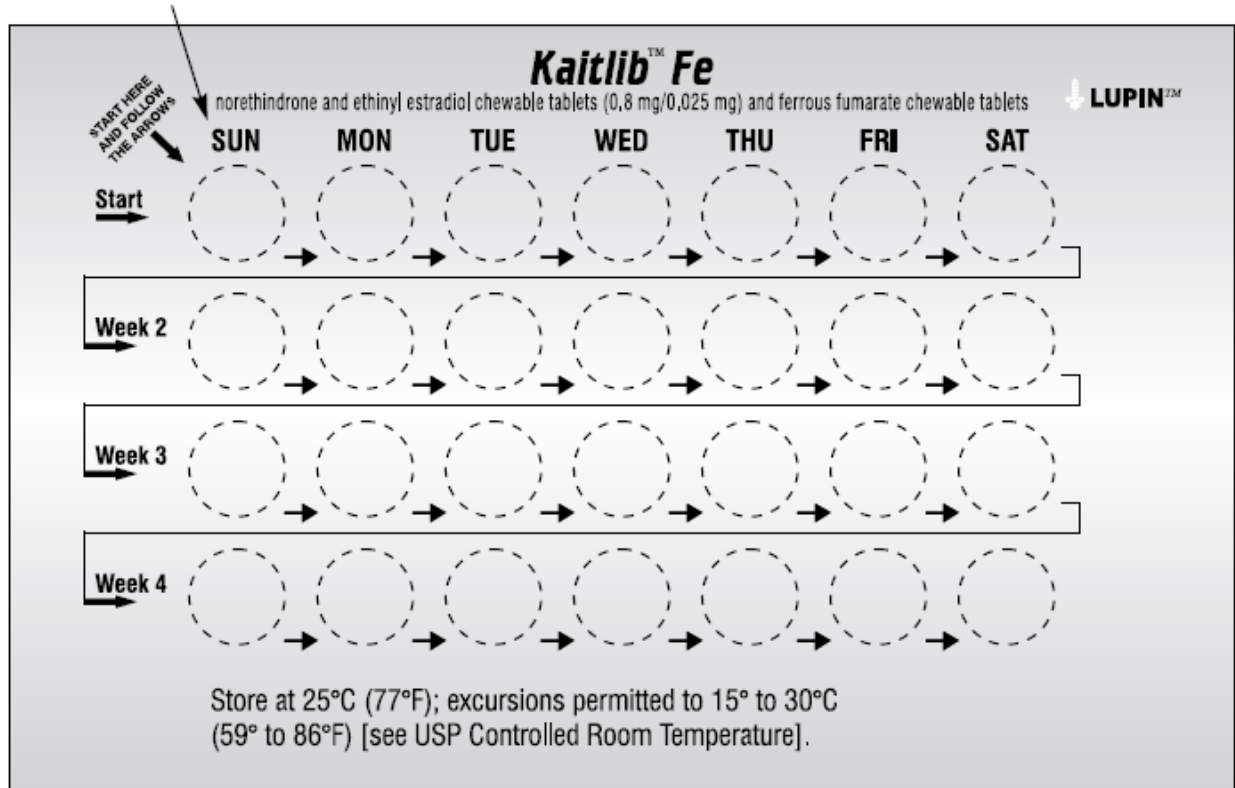 Kaitlib™ Fe
norethindrone and ethinyl estradiol chewable tablets (0.8 mg/0.025 mg) and ferrous fumarate chewable tablets
LUPIN™
START HERE
AND FOLLOW
THE ARROWS
SUN MON TUE WED THU FRI SAT
Start
Week 2
Week 3
Week 4
Store at 25°C (77°F); excursions permitted to 15° to 30°C
(59° to 86°F) [see USP Controlled Room Temperature].